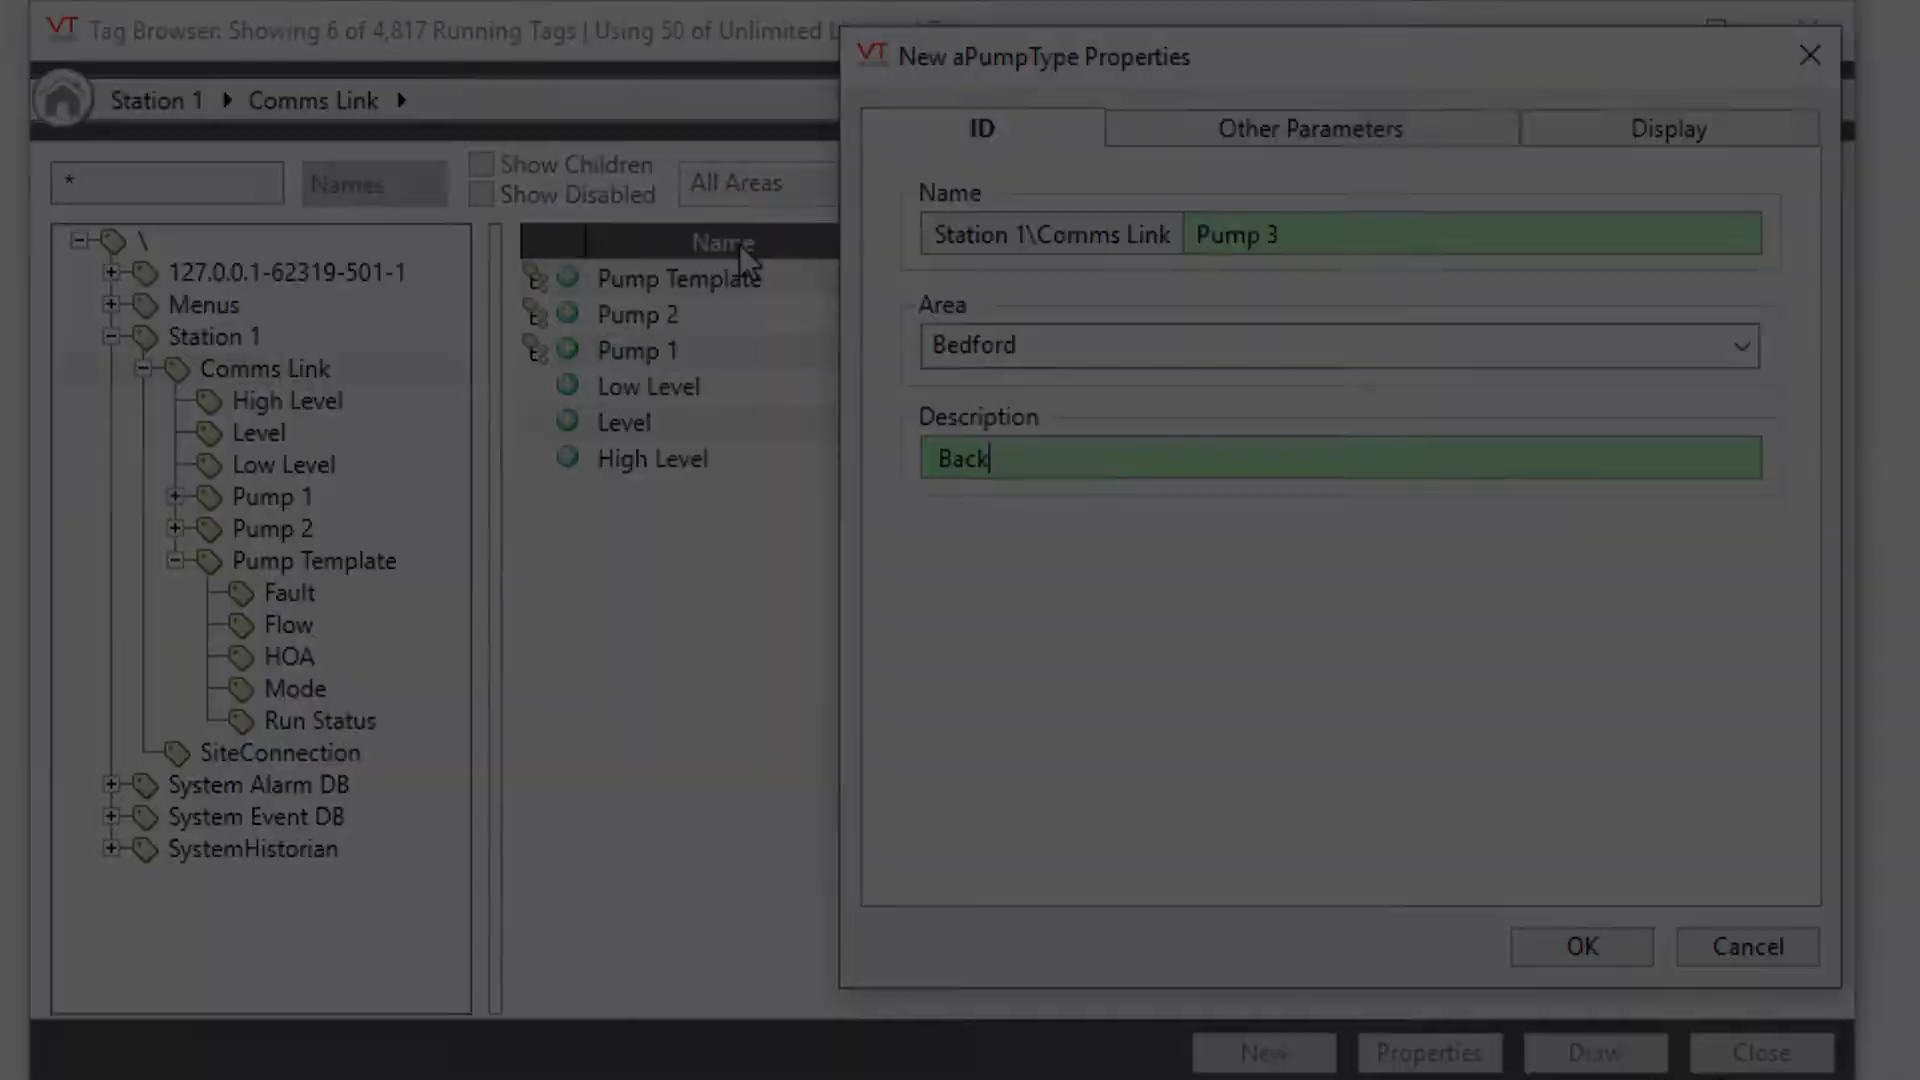 VT Tag Browser: Showing 6 of 4,817 Running Tags | Using 50 of Unlimited
Station 1 Comms Link
* Names
Show Children
Show Disabled
All Areas
\
127.0.0.1-62319-501-1
Menus
Station 1
Comms Link
High Level
Level
Low Level
Pump 1
Pump 2
Pump Template
Fault
Flow
HOA
Mode
Run Status
SiteConnection
System Alarm DB
System Event DB
SystemHistorian
Name
Pump Template
Pump 2
Pump 1
Low Level
Level
High Level
VT New aPumpType Properties
ID Other Parameters Display
Name
Station 1\Comms Link Pump 3
Area
Bedford
Description
Back
OK Cancel
New Properties Draw Close